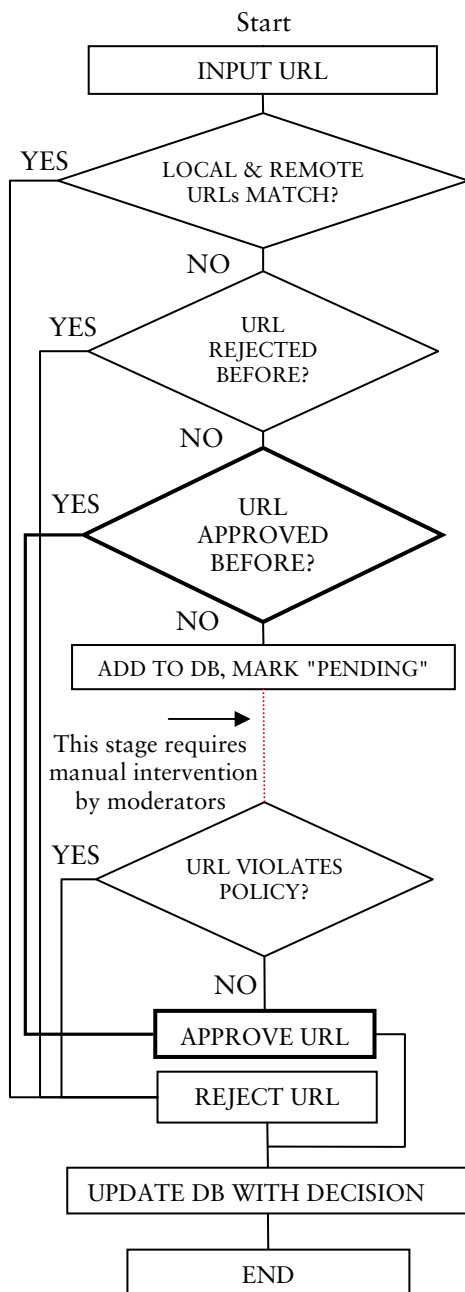 Start
INPUT URL
YES
LOCAL & REMOTE
URLs MATCH?
NO
YES
URL
REJECTED
BEFORE?
NO
YES
URL
APPROVED
BEFORE?
NO
ADD TO DB, MARK "PENDING"
This stage requires
manual intervention
by moderators
YES
URL VIOLATES
POLICY?
NO
APPROVE URL
REJECT URL
UPDATE DB WITH DECISION
END